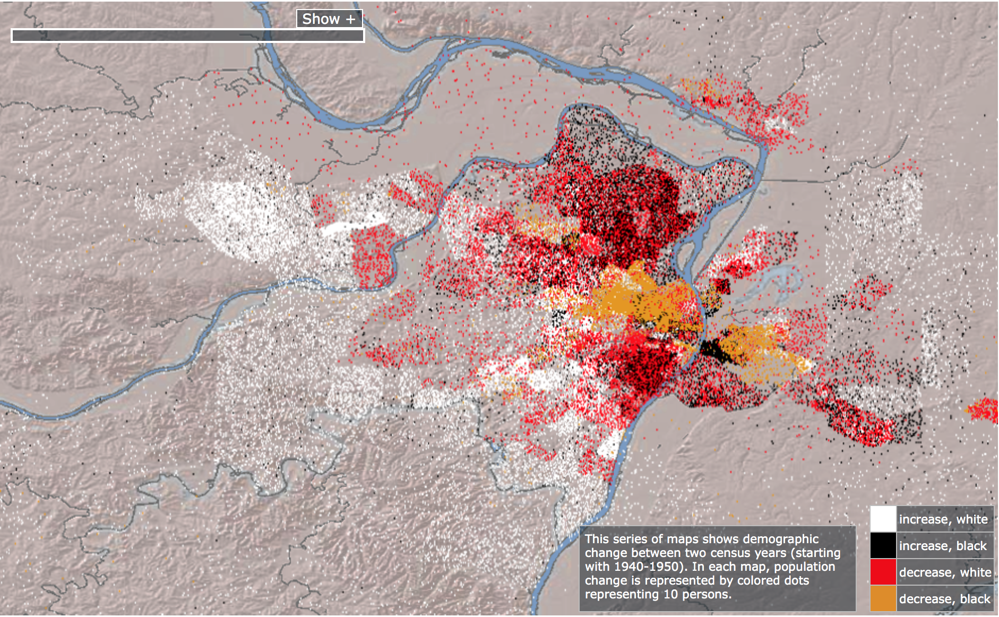 Show +
This series of maps shows demographic
change between two census years (starting
with 1940-1950). In each map, population
change is represented by colored dots
representing 10 persons.
increase, white
increase, black
decrease, white
decrease, black